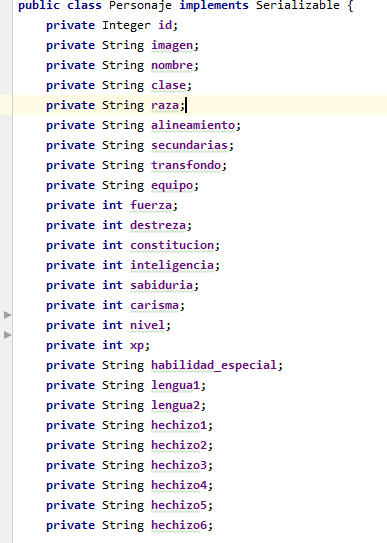 public class Personaje implements Serializable {
private Integer id;
private String imagen;
private String nombre;
private String clase;
private String raza;
private String alineamiento;
private String secundarias;
private String transfondo;
private String equipo;
private int fuerza;
private int destreza;
private int constitucion;
private int inteligencia;
private int sabiduria;
private int carisma;
private int nivel;
private int xp;
private String habilidad_especial;
private String lengua1;
private String lengua2;
private String hechizo1;
private String hechizo2;
private String hechizo3;
private String hechizo4;
private String hechizo5;
private String hechizo6;